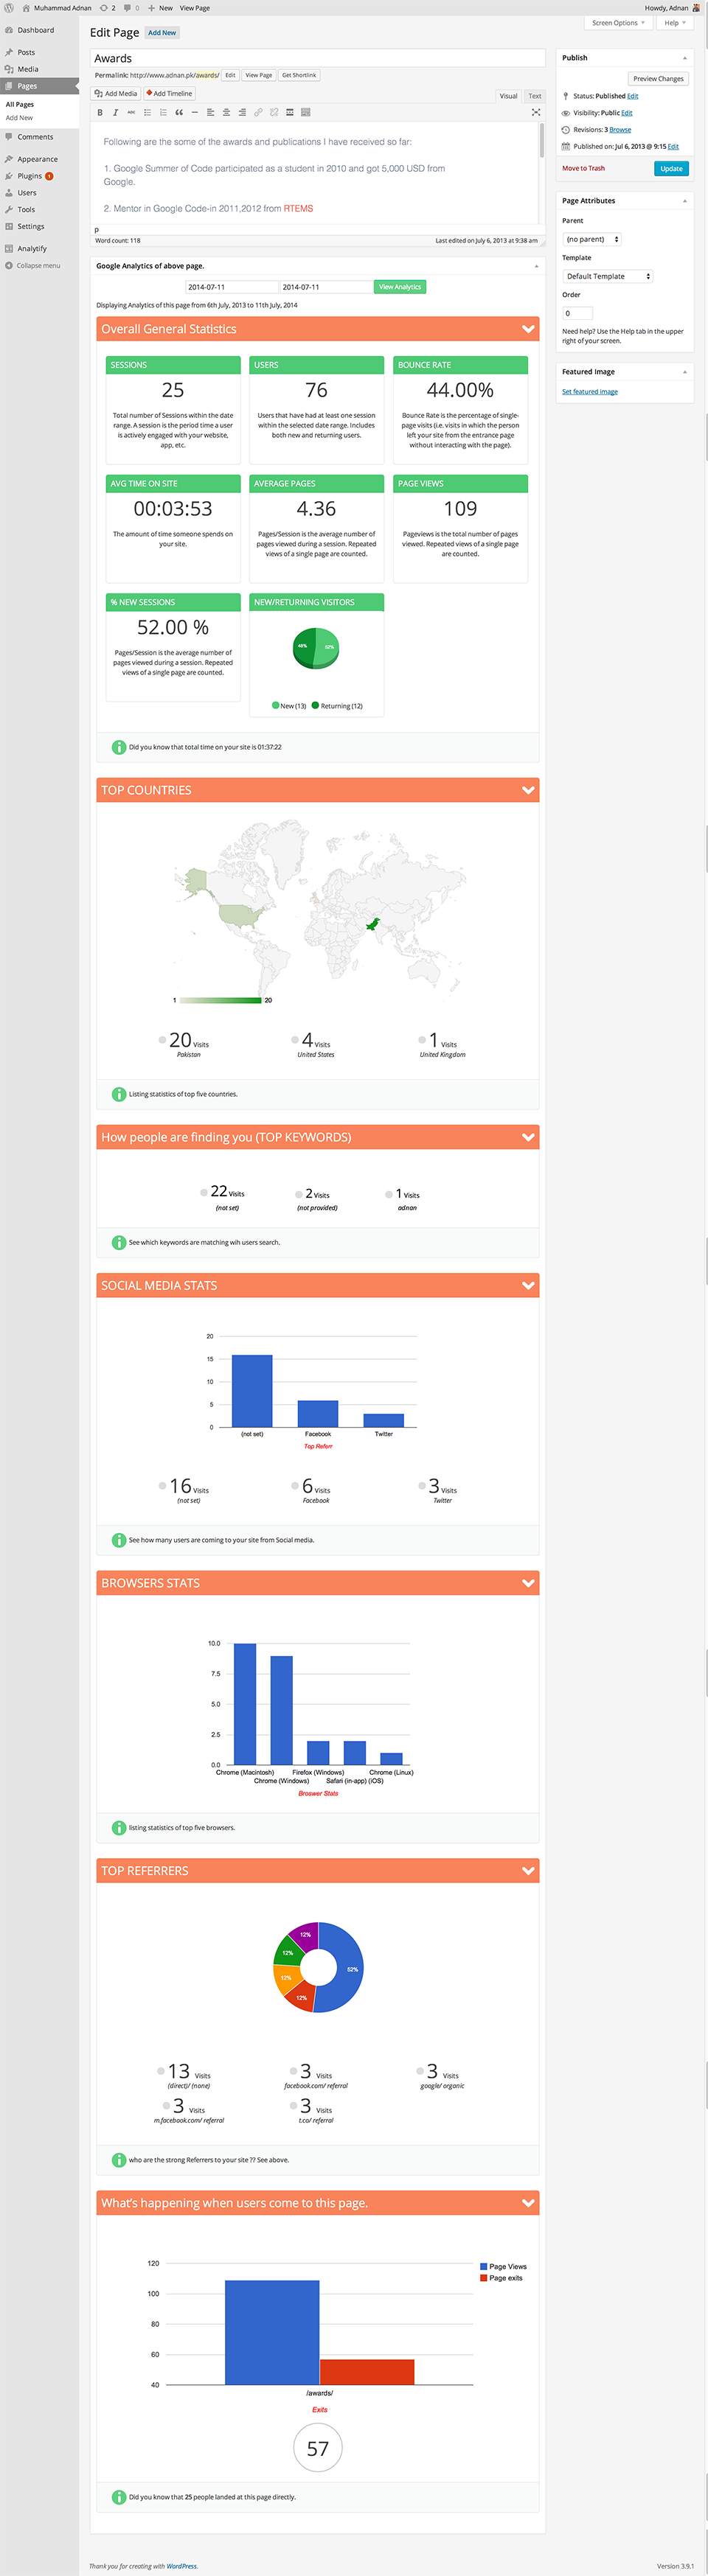 Muhammad Adnan 2 0 New View Page Howdy, Adnan
Screen Options Help
Dashboard
Posts
Media
Pages
All Pages
Add New
Comments
Appearance
Plugins 1
Users
Tools
Settings
Analytify
Collapse menu
Edit Page Add New
Awards
Permalink: http://www.adnan.pk/awards/ Edit View Page Get Shortlink
Add Media Add Timeline Visual Text
B I ABC
Following are the some of the awards and publications I have received so far:
1. Google Summer of Code participated as a student in 2010 and got 5,000 USD from
Google.
2. Mentor in Google Code-in 2011,2012 from RTEMS
p
Word count: 118 Last edited on July 6, 2013 at 9:38 am
Publish
Preview Changes
Status: Published Edit
Visibility: Public Edit
Revisions: 3 Browse
Published on: Jul 6, 2013 @ 9:15 Edit
Move to Trash Update
Page Attributes
Parent
(no parent)
Template
Default Template
Order
0
Need help? Use the Help tab in the upper
right of your screen.
Featured Image
Set featured image
Google Analytics of above page.
2014-07-11 2014-07-11 View Analytics
Displaying Analytics of this page from 6th July, 2013 to 11th July, 2014
Overall General Statistics
SESSIONS
25
Total number of Sessions within the date
range. A session is the period time a user
is actively engaged with your website,
app, etc.
USERS
76
Users that have had at least one session
within the selected date range. Includes
both new and returning users.
BOUNCE RATE
44.00%
Bounce Rate is the percentage of single-
page visits (i.e. visits in which the person
left your site from the entrance page
without interacting with the page).
AVG TIME ON SITE
00:03:53
The amount of time someone spends on
your site.
AVERAGE PAGES
4.36
Pages/Session is the average number of
pages viewed during a session. Repeated
views of a single page are counted.
PAGE VIEWS
109
Pageviews is the total number of pages
viewed. Repeated views of a single page
are counted.
% NEW SESSIONS
52.00 %
Pages/Session is the average number of
pages viewed during a session. Repeated
views of a single page are counted.
NEW/RETURNING VISITORS
48% 52%
New (13) Returning (12)
Did you know that total time on your site is 01:37:22
TOP COUNTRIES
1 20
20 Visits
Pakistan
4 Visits
United States
1 Visits
United Kingdom
Listing statistics of top five countries.
How people are finding you (TOP KEYWORDS)
22 Visits
(not set)
2 Visits
(not provided)
1 Visits
adnan
See which keywords are matching wih users search.
SOCIAL MEDIA STATS
20
15
10
5
0
(not set) Facebook Twitter
Top Referr
16 Visits
(not set)
6 Visits
Facebook
3 Visits
Twitter
See how many users are coming to your site from Social media.
BROWSERS STATS
10.0
7.5
5.0
2.5
0.0
Chrome (Macintosh) Firefox (Windows) Chrome (Linux)
Chrome (Windows) Safari (in-app) (iOS)
Broswer Stats
listing statistics of top five browsers.
TOP REFERRERS
12%
12%
52%
12%
12%
13 Visits
(direct)/ (none)
3 Visits
facebook.com/ referral
3 Visits
google/ organic
3 Visits
m.facebook.com/ referral
3 Visits
t.co/ referral
who are the strong Referrers to your site ?? See above.
What's happening when users come to this page.
120
100
80
60
40
Page Views
Page exits
/awards/
Exits
57
Did you know that 25 people landed at this page directly.
Thank you for creating with WordPress. Version 3.9.1